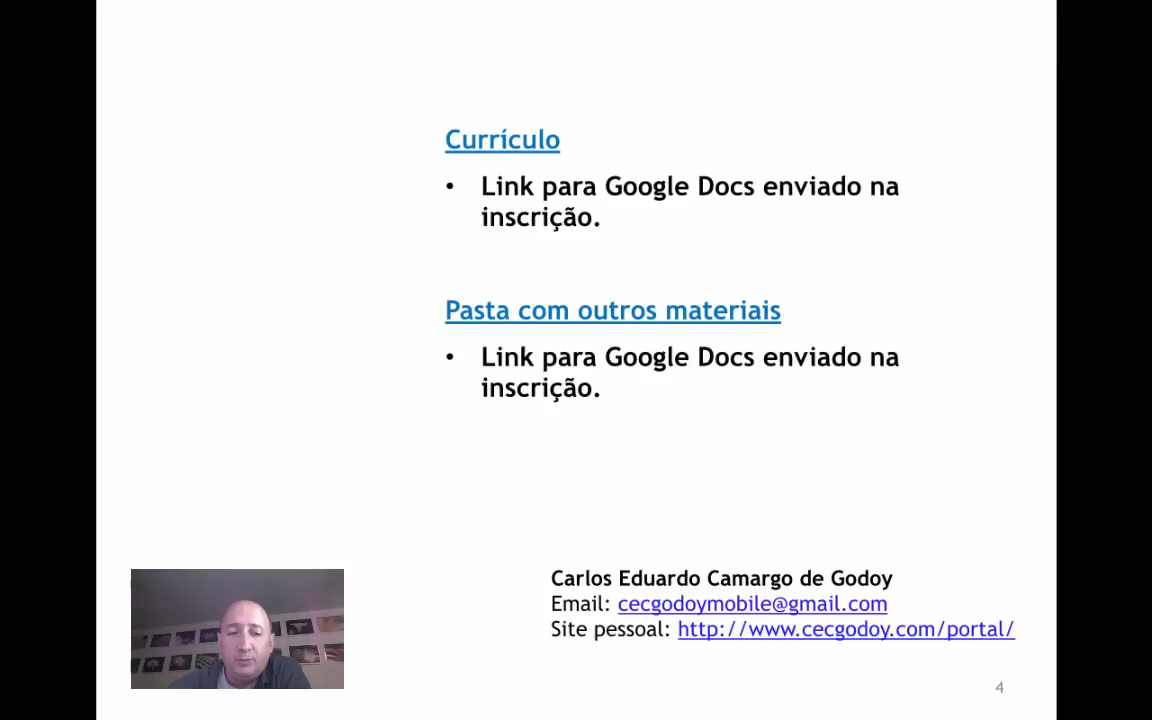 Currículo
• Link para Google Docs enviado na
inscrição.
Pasta com outros materiais
• Link para Google Docs enviado na
inscrição.
Carlos Eduardo Camargo de Godoy
Email: cecgodoymobile@gmail.com
Site pessoal: http://www.cecgodoy.com/portal/
4